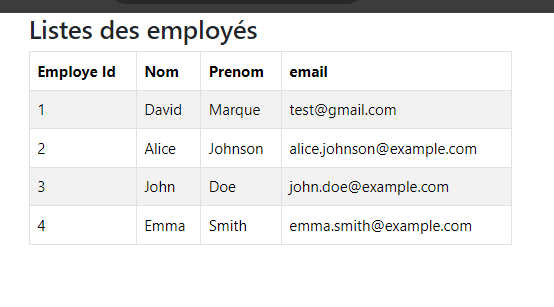 Listes des employés
Employe Id Nom Prenom email
1 David Marque test@gmail.com
2 Alice Johnson alice.johnson@example.com
3 John Doe john.doe@example.com
4 Emma Smith emma.smith@example.com